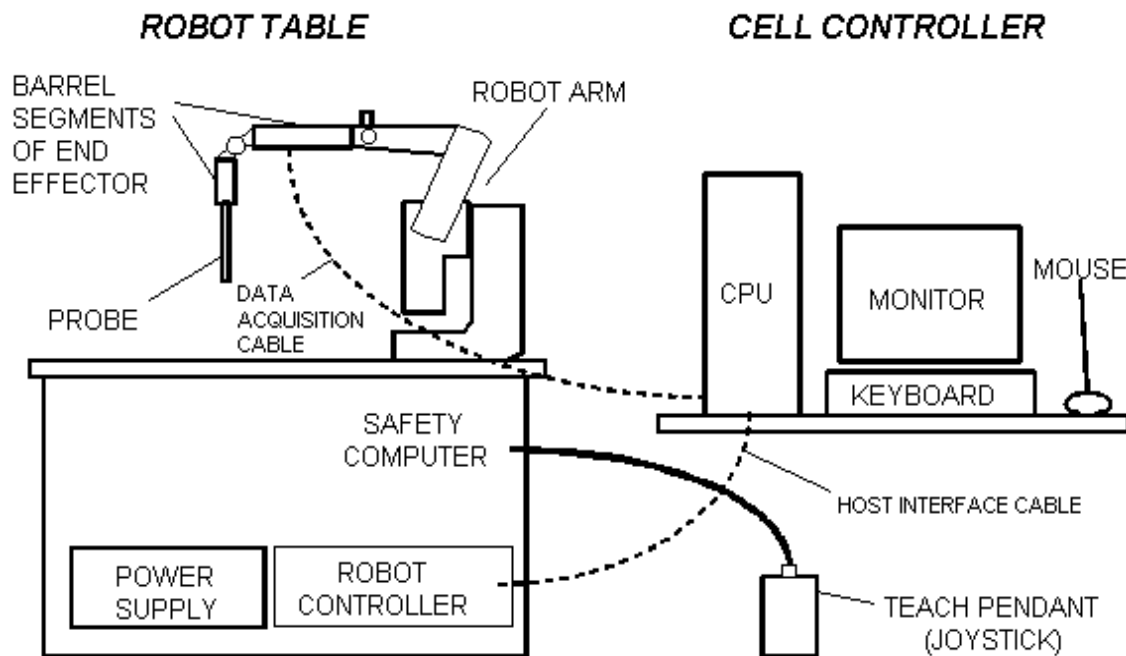 ROBOT TABLE
CELL CONTROLLER
BARREL
SEGMENTS
OF END
EFFECTOR
ROBOT ARM
PROBE
DATA
ACQUISITION
CABLE
CPU
MONITOR
MOUSE
KEYBOARD
SAFETY
COMPUTER
HOST INTERFACE CABLE
POWER
SUPPLY
ROBOT
CONTROLLER
TEACH PENDANT
(JOYSTICK)